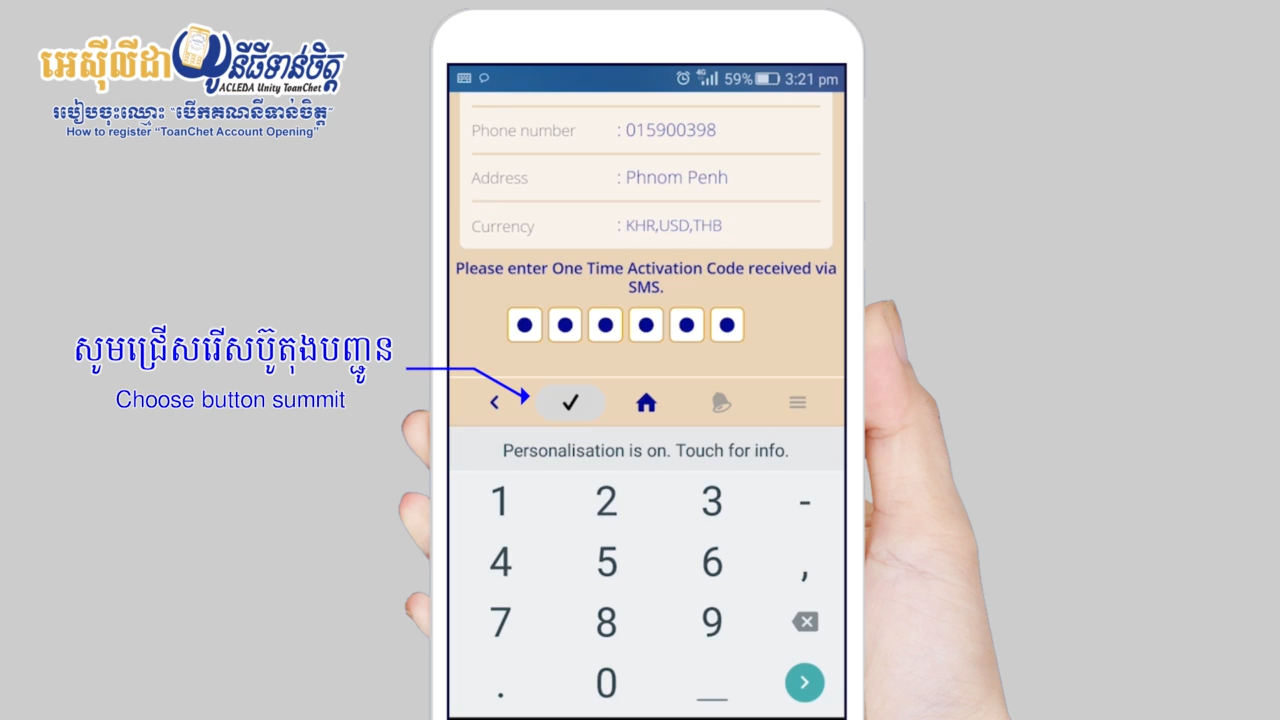 អេស៊ីលីដា យូនីធីទាន់ចិត្ត
ACLEDA Unity ToanChet
របៀបចុះឈ្មោះ “បើកគណនីទាន់ចិត្ត”
How to register “ToanChet Account Opening”
59% 3:21 pm
Phone number : 015900398
Address : Phnom Penh
Currency : KHR,USD,THB
Please enter One Time Activation Code received via
SMS.
សូមជ្រើសរើសប៊ូតុងបញ្ជូន
Choose button summit
Personalisation is on. Touch for info.
1 2 3 -
4 5 6 ,
7 8 9
. 0 _